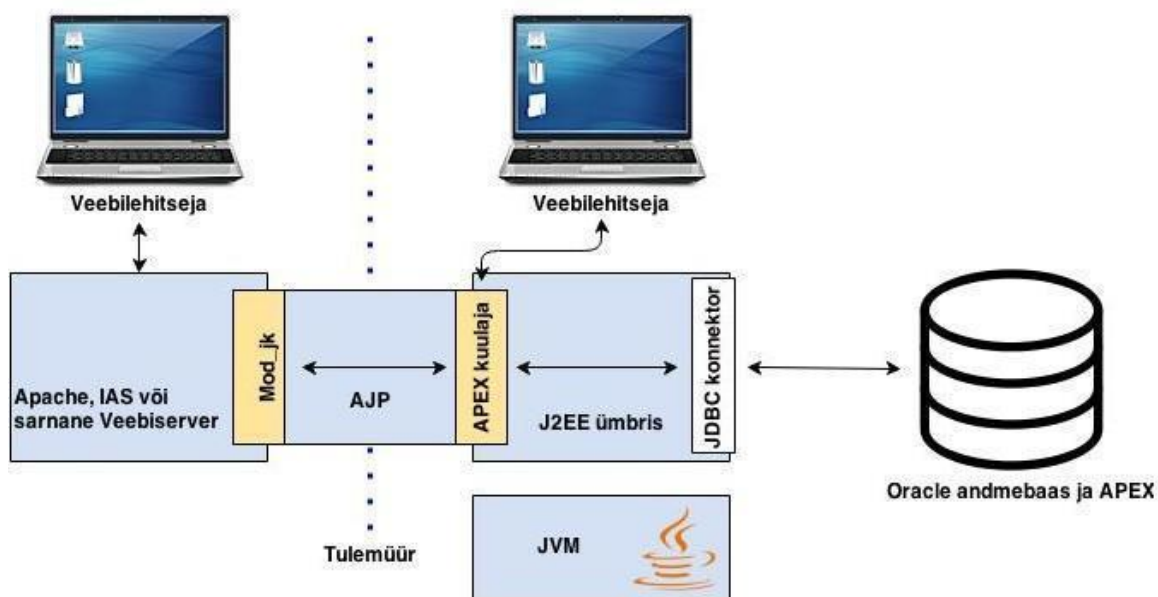 Veebilehitseja
Veebilehitseja
Apache, IAS või
sarnane Veebiserver
Mod_jk
AJP
APEX kuulaja
J2EE ümbris
JDBC konnektor
Oracle andmebaas ja APEX
Tulemüür
JVM